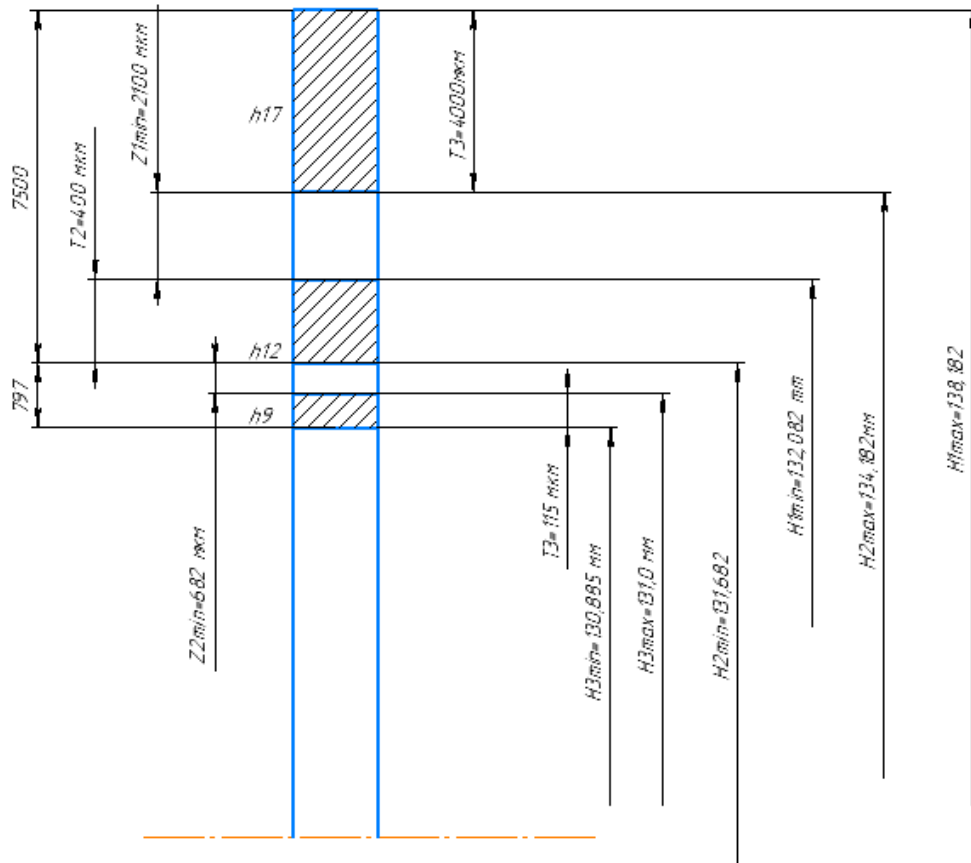 7500
797
T2=400 мкм
Z1min=2100 мкм
Z2min=682 мкм
h17
h12
h9
T3=4000мкм
T3=115 мкм
H3min=130,885 мм
H3max=131,0 мм
H2min=131,682
H1min=132,082 mm
H2max=134,182мм
H1max=138,182